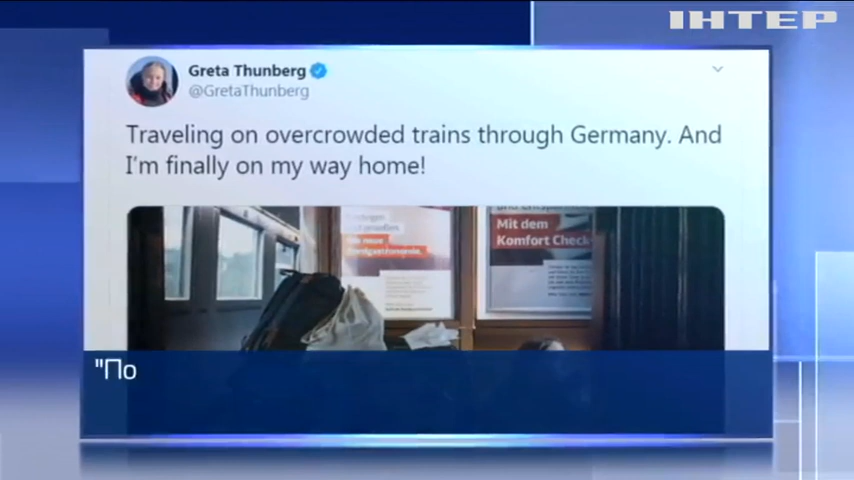 ІНТЕР
Greta Thunberg
@GretaThunberg
Traveling on overcrowded trains through Germany. And
I'm finally on my way home!
Mit dem
Komfort Check
"По